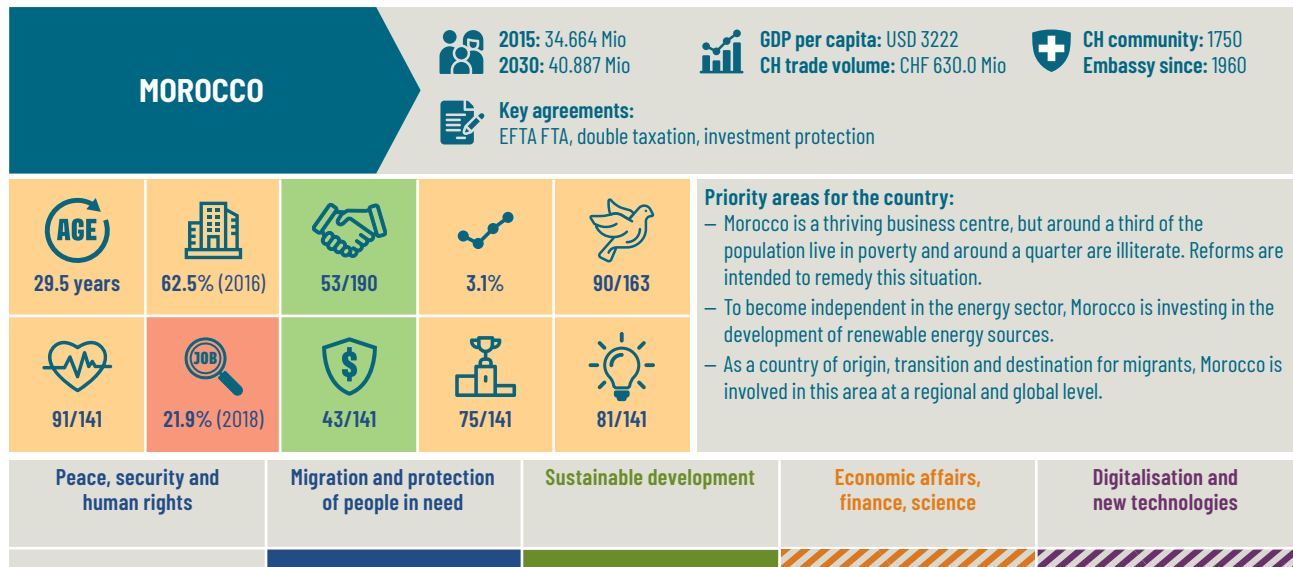 MOROCCO
2015: 34.664 Mio
2030: 40.887 Mio
GDP per capita: USD 3222
CH trade volume: CHF 630.0 Mio
CH community: 1750
Embassy since: 1960
Key agreements:
EFTA FTA, double taxation, investment protection
AGE
29.5 years
62.5% (2016)
53/190
3.1%
90/163
JOB
$
91/141
21.9% (2018)
43/141
75/141
81/141
Priority areas for the country:
– Morocco is a thriving business centre, but around a third of the
population live in poverty and around a quarter are illiterate. Reforms are
intended to remedy this situation.
– To become independent in the energy sector, Morocco is investing in the
development of renewable energy sources.
– As a country of origin, transition and destination for migrants, Morocco is
involved in this area at a regional and global level.
Peace, security and
human rights
Migration and protection
of people in need
Sustainable development
Economic affairs,
finance, science
Digitalisation and
new technologies